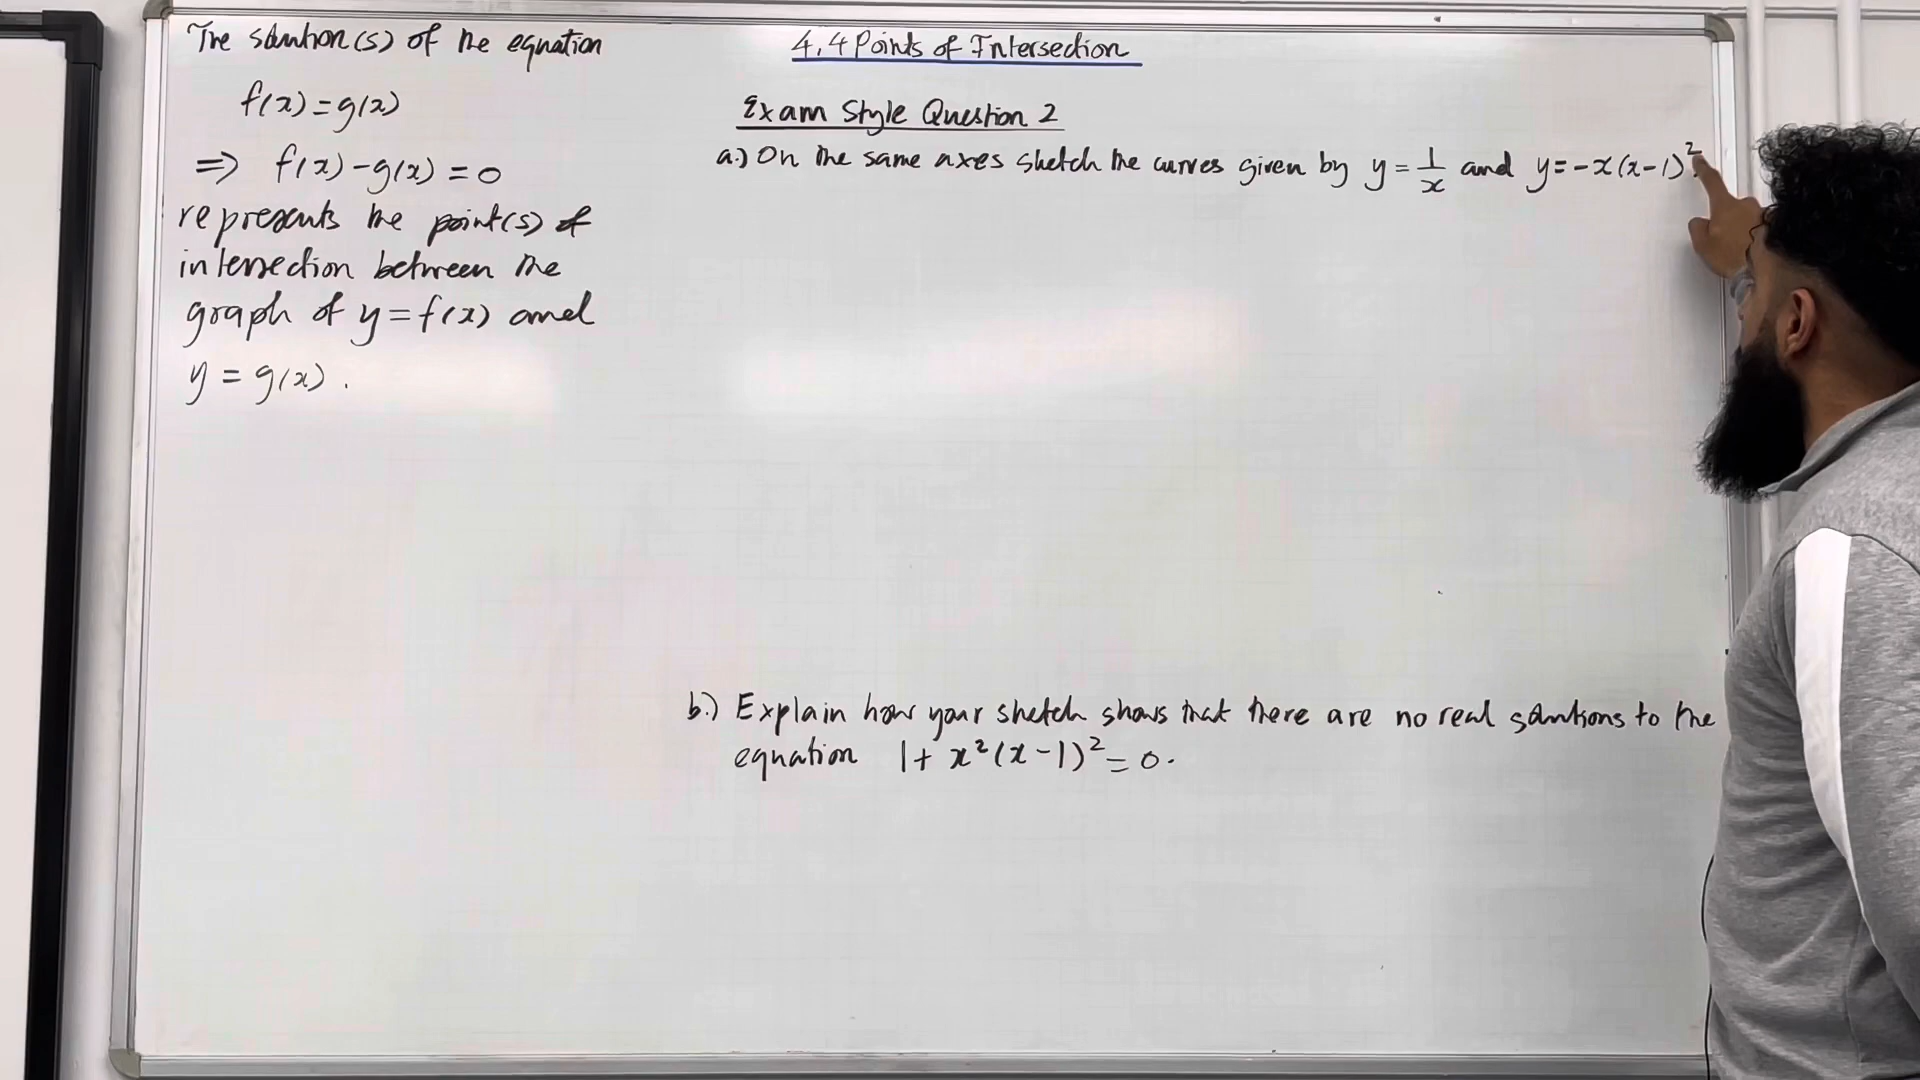 The solution(s) of the equation
f(x)=g(x)
⇒ f(x)-g(x)=0
represents the point(s) of
intersection between the
graph of y=f(x) and
y=g(x).
4.4 Points of Intersection
Exam Style Question 2
a.) On the same axes sketch the curves given by y=1/x and y=-x(x-1)².
b.) Explain how your sketch shows that there are no real solutions to the
equation 1+x²(x-1)²=0.